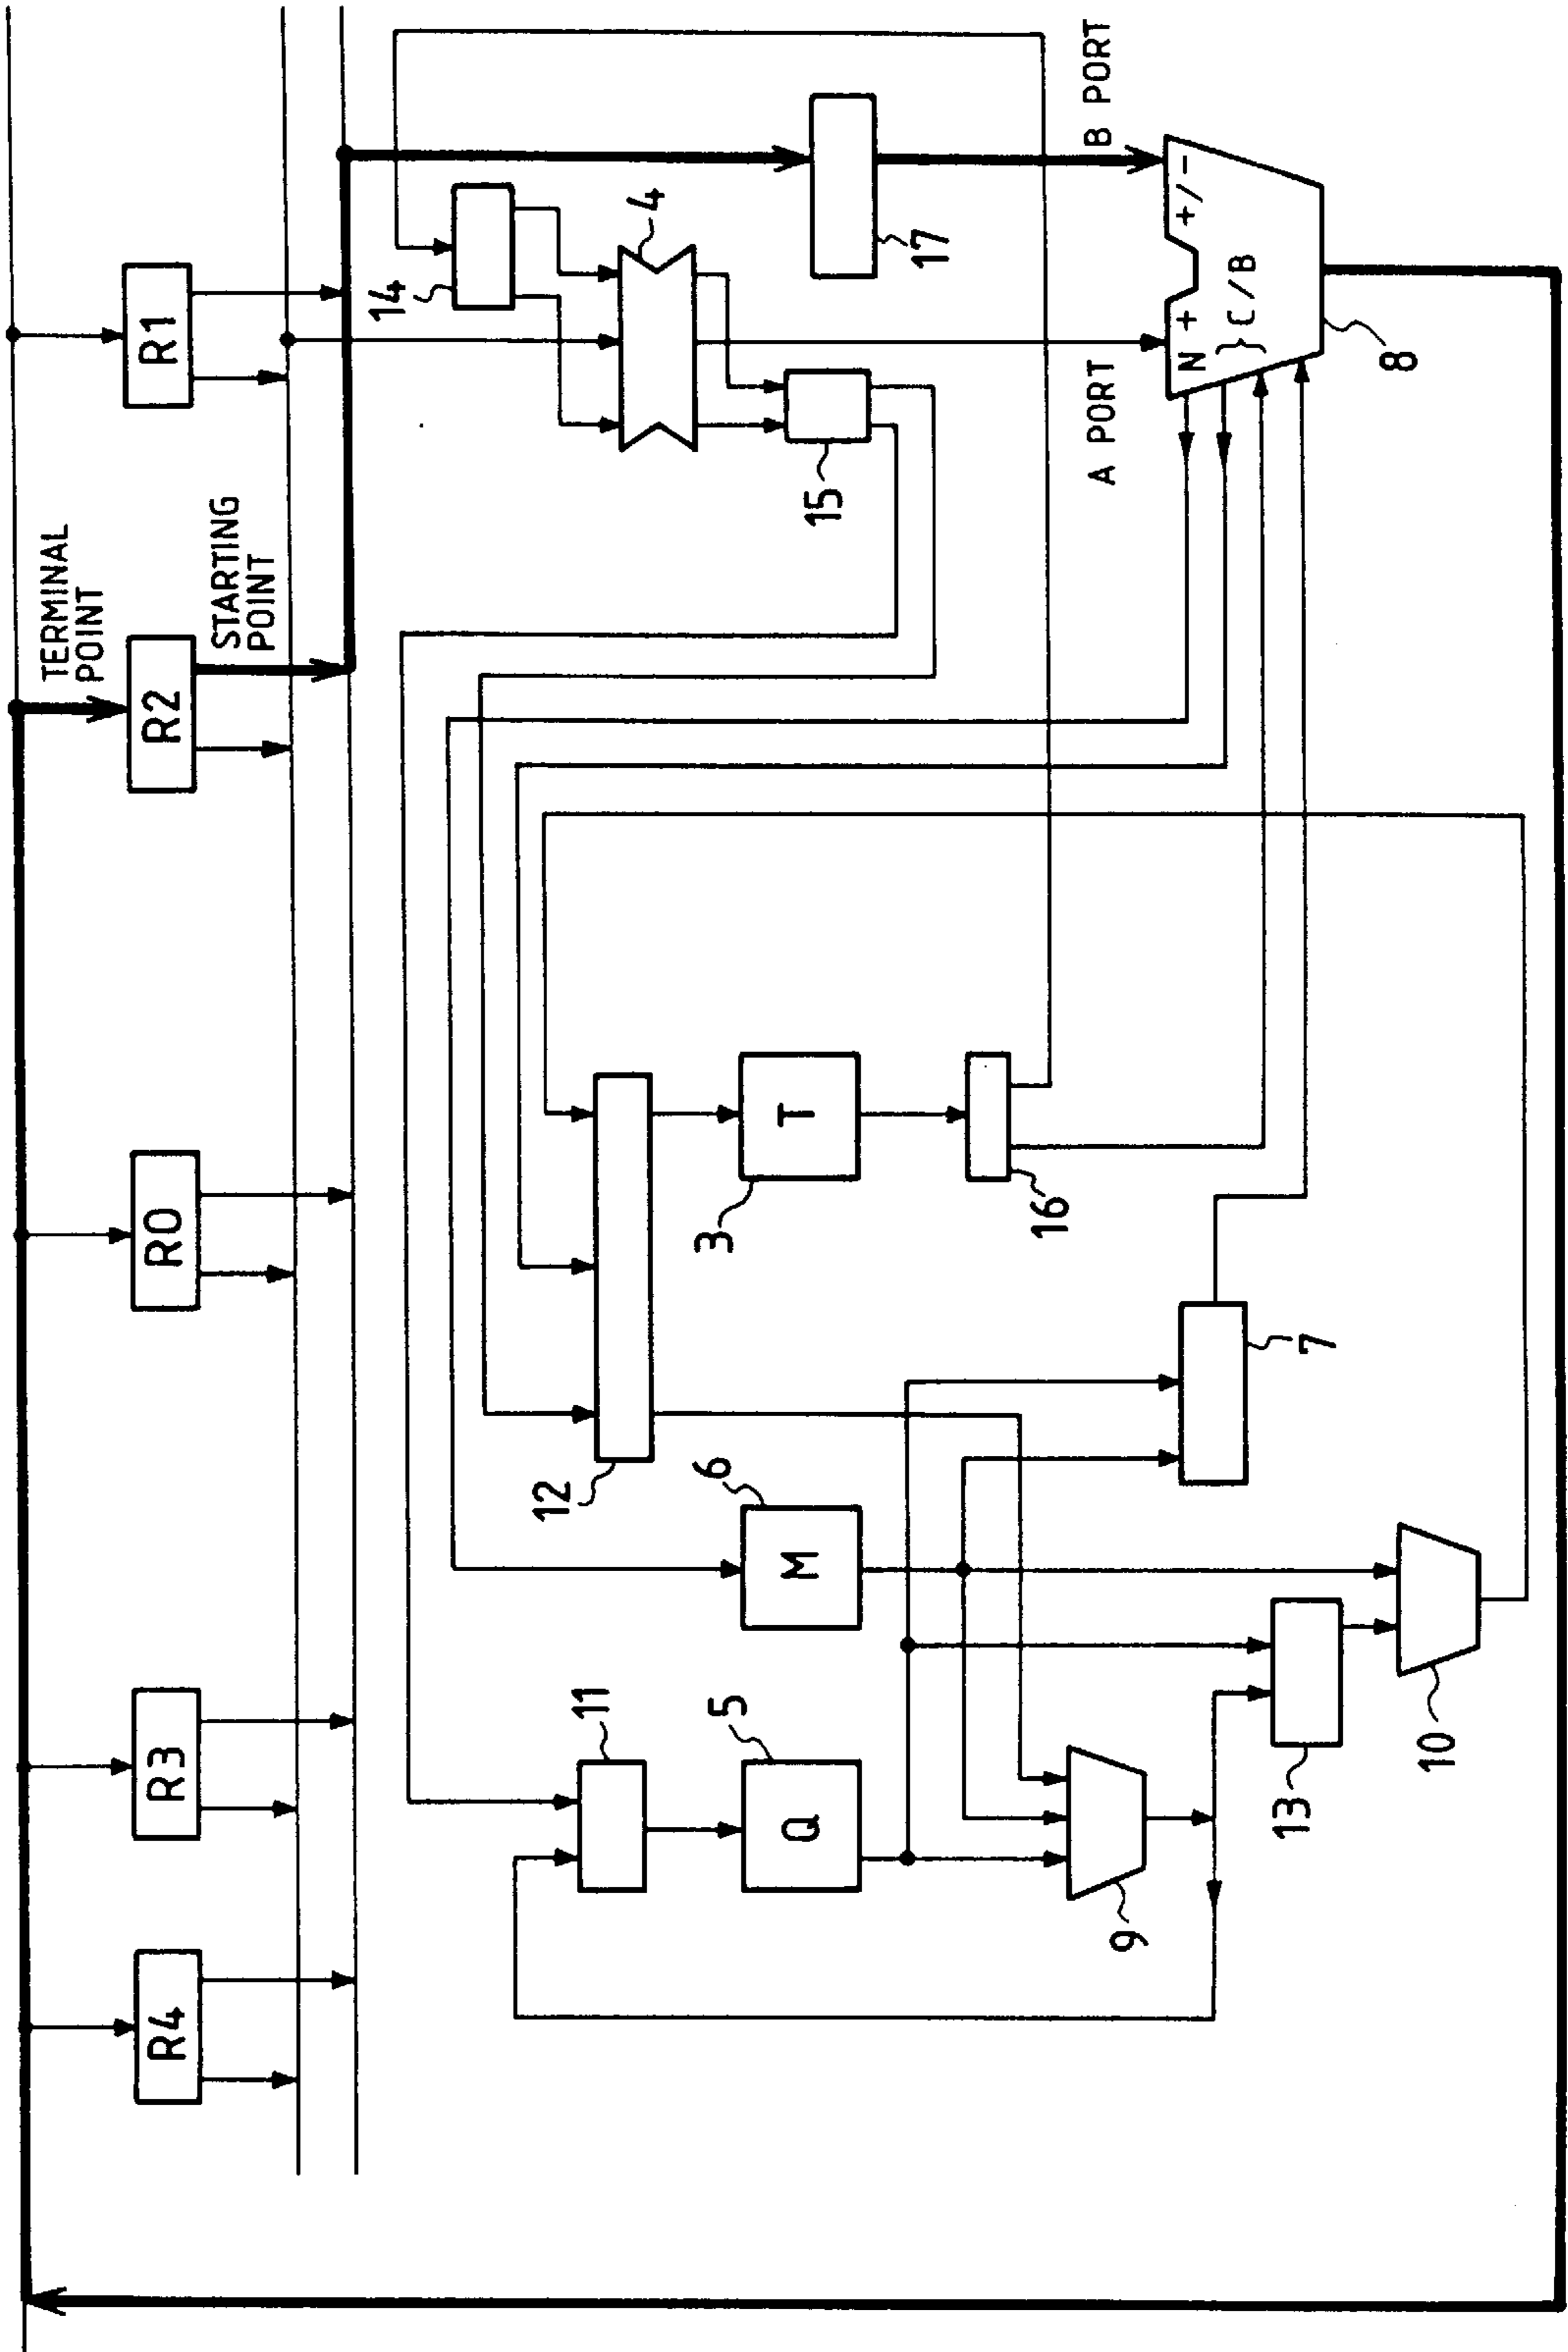 TERMINAL
POINT
STARTING
POINT
R4
R3
R0
R2
R1
14
4
17
15
A PORT
B PORT
N
+
+/-
} C/B
8
11
12
5
Q
6
M
3
T
16
7
9
13
10